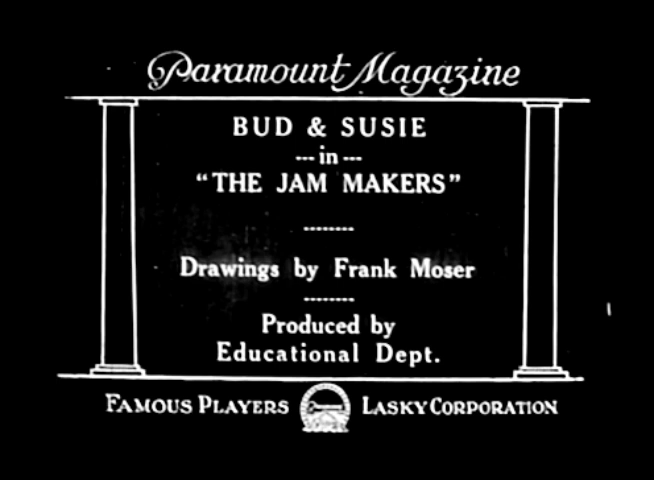 Paramount Magazine
BUD & SUSIE
--- in ---
"THE JAM MAKERS"
--------
Drawings by Frank Moser
--------
Produced by
Educational Dept.
FAMOUS PLAYERS LASKY CORPORATION